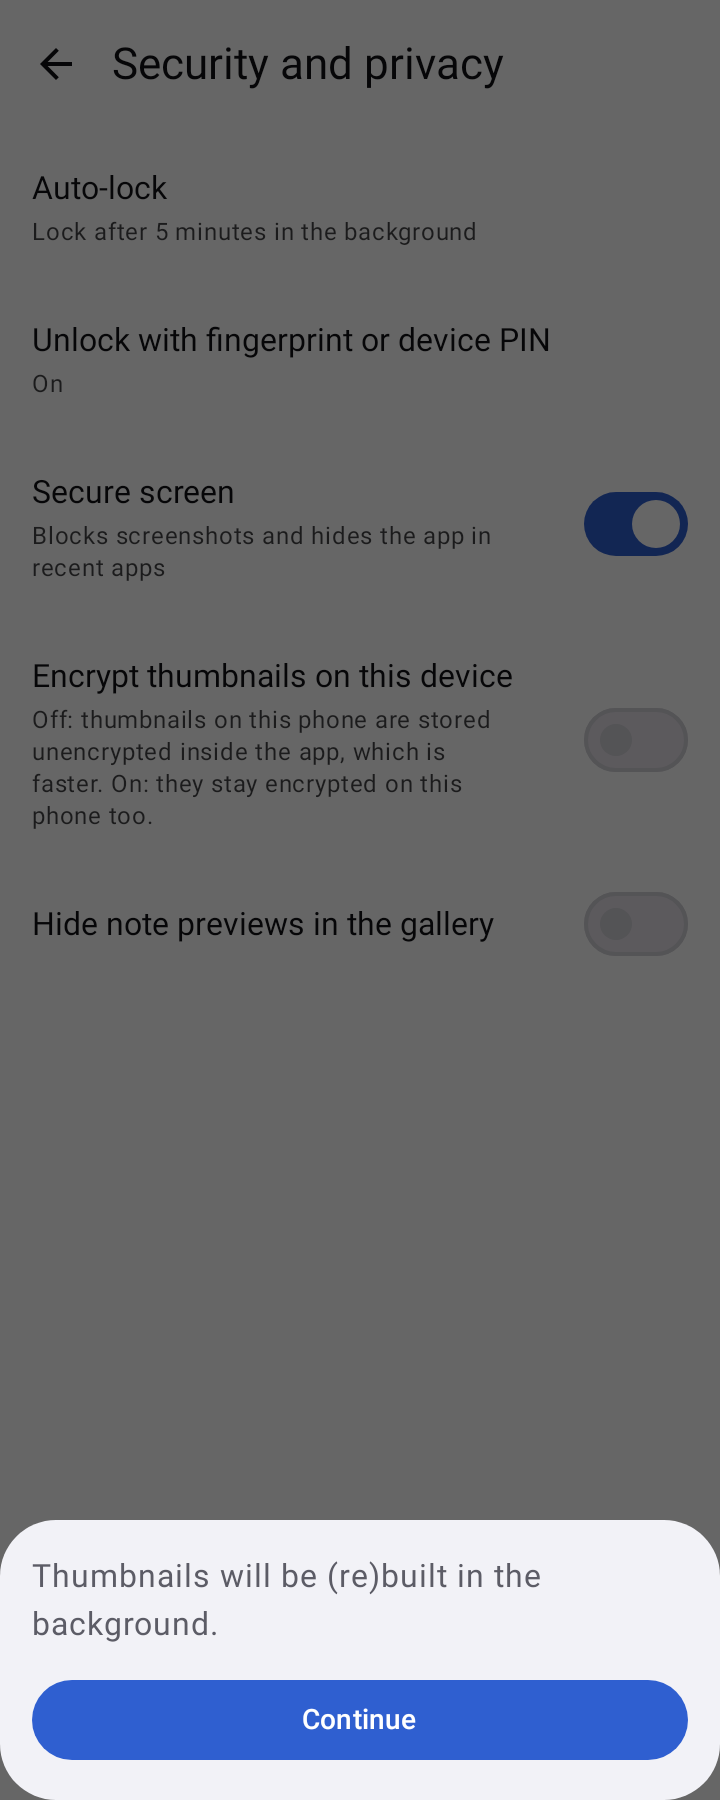 Security and privacy
Auto-lock
Lock after 5 minutes in the background
Unlock with fingerprint or device PIN
On
Secure screen
Blocks screenshots and hides the app in
recent apps
Encrypt thumbnails on this device
Off: thumbnails on this phone are stored
unencrypted inside the app, which is
faster. On: they stay encrypted on this
phone too.
Hide note previews in the gallery
Thumbnails will be (re)built in the
background.
Continue